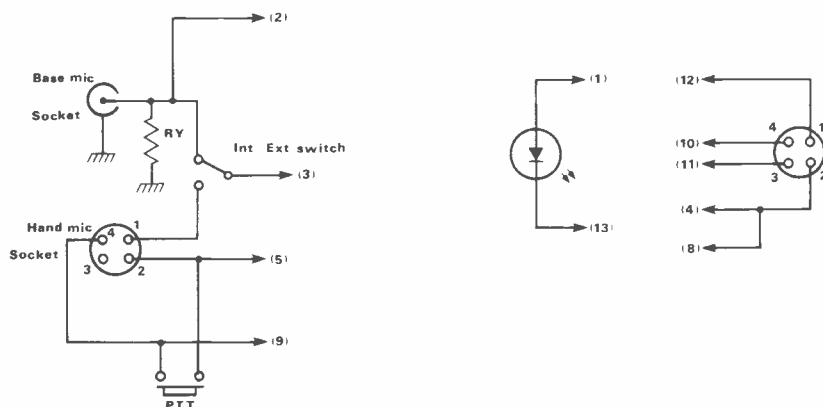 (2)
Base mic
Socket
RY
Int Ext switch
(3)
Hand mic
Socket
4 1
3 2
(5)
(9)
PTT
(1)
(13)
(12)
(10)
(11)
(4)
(8)
4 1
3 2